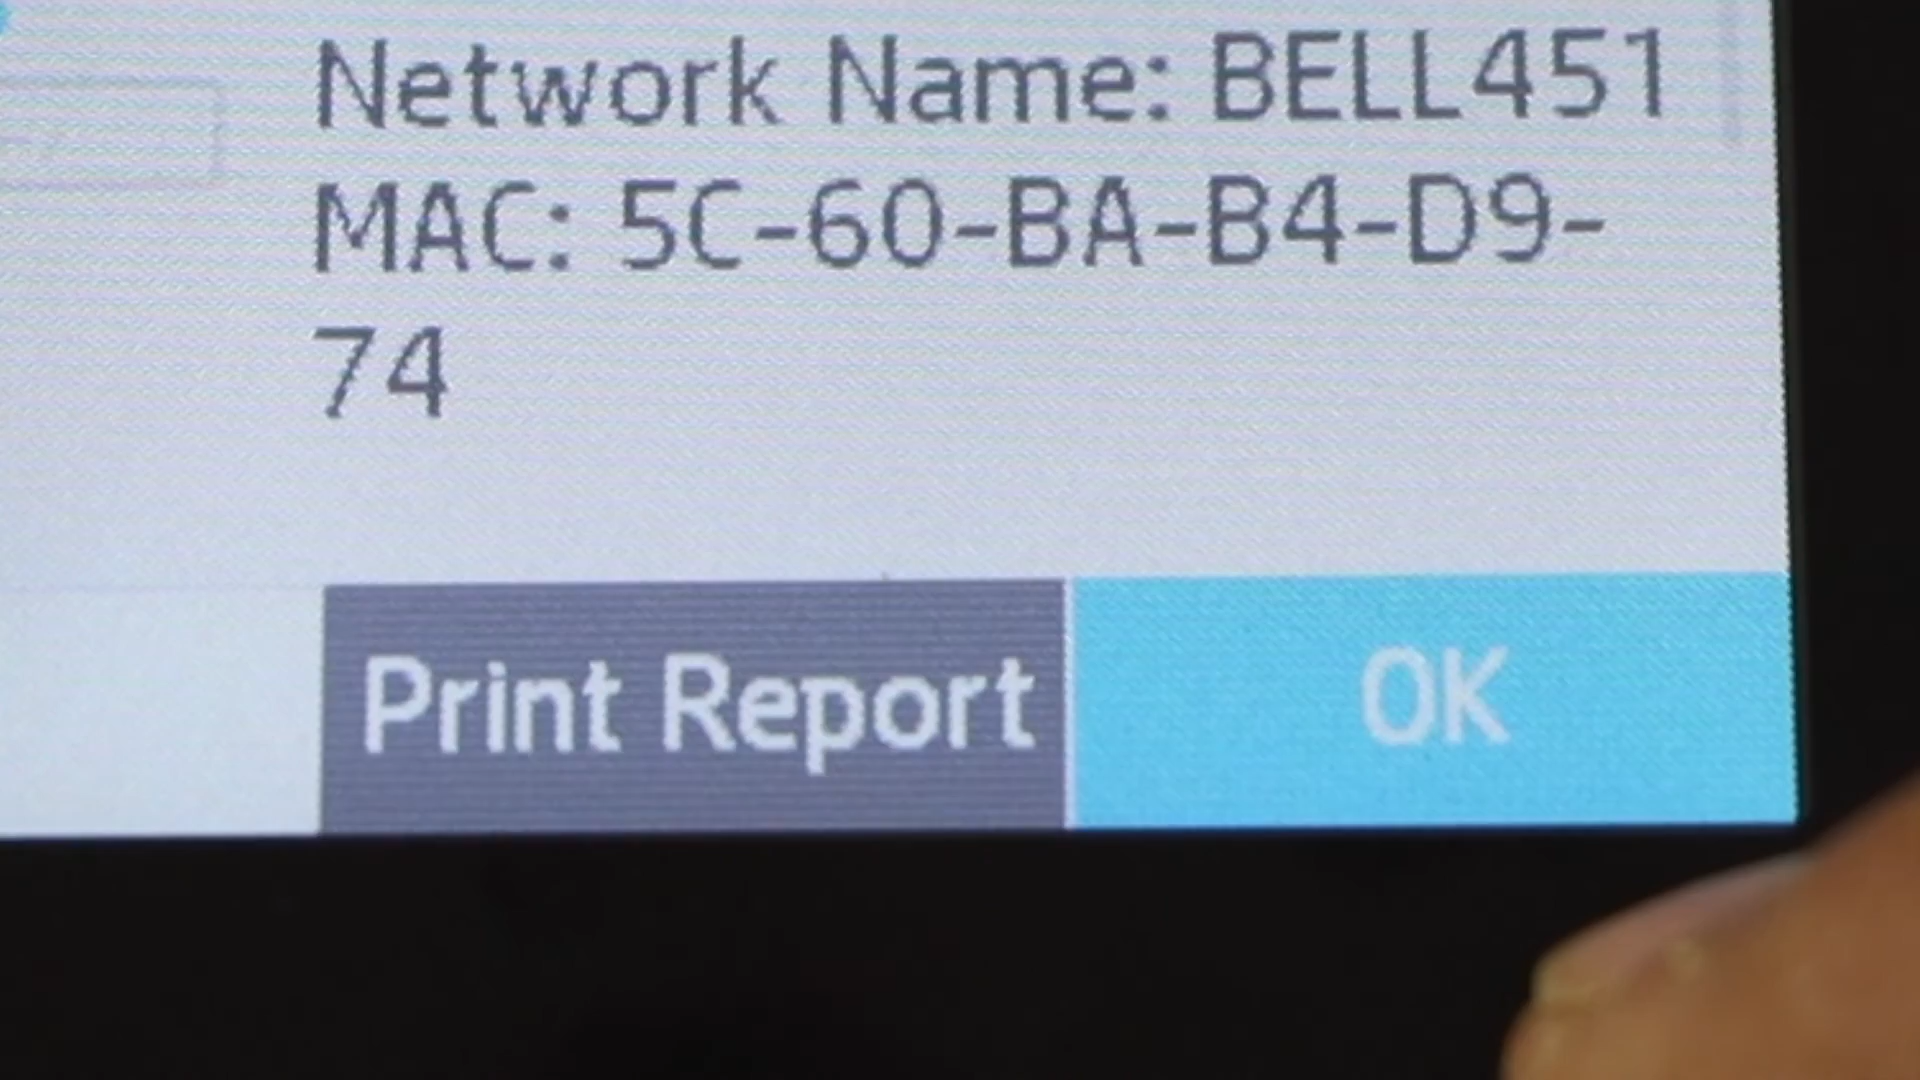 Network Name: BELL451
MAC: 5C-60-BA-B4-D9-
74
Print Report
OK